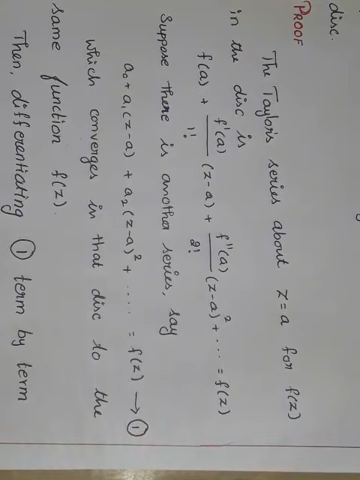 disc.
PROOF
The Taylor's series about z=a for f(z)
in the disc is
f(a) + f'(a)/1! (z-a) + f''(a)/2! (z-a)² + .... = f(z)
Suppose there is another series, say
a₀ + a₁(z-a) + a₂(z-a)² + ..... = f(z) → ①
which converges in that disc to the
same function f(z).
Then, differentiating ① term by term